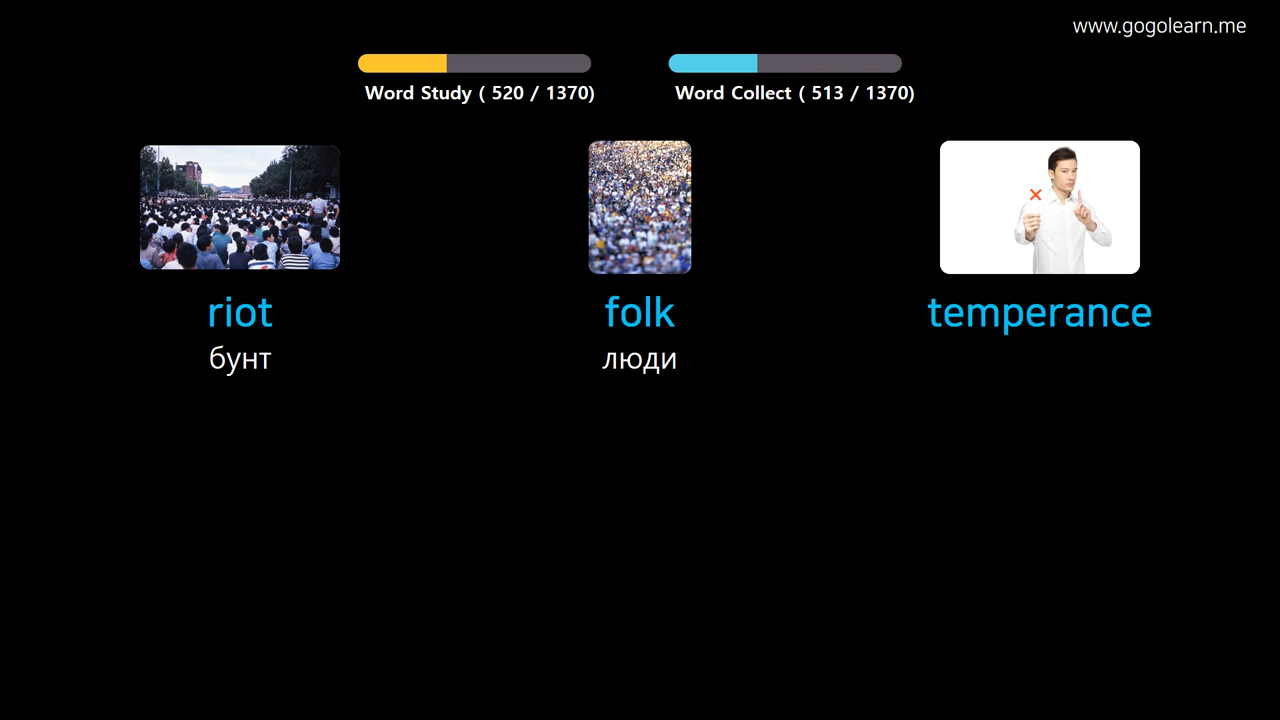 www.gogolearn.me
Word Study ( 520 / 1370)
Word Collect ( 513 / 1370)
riot
folk
temperance
бунт
люди